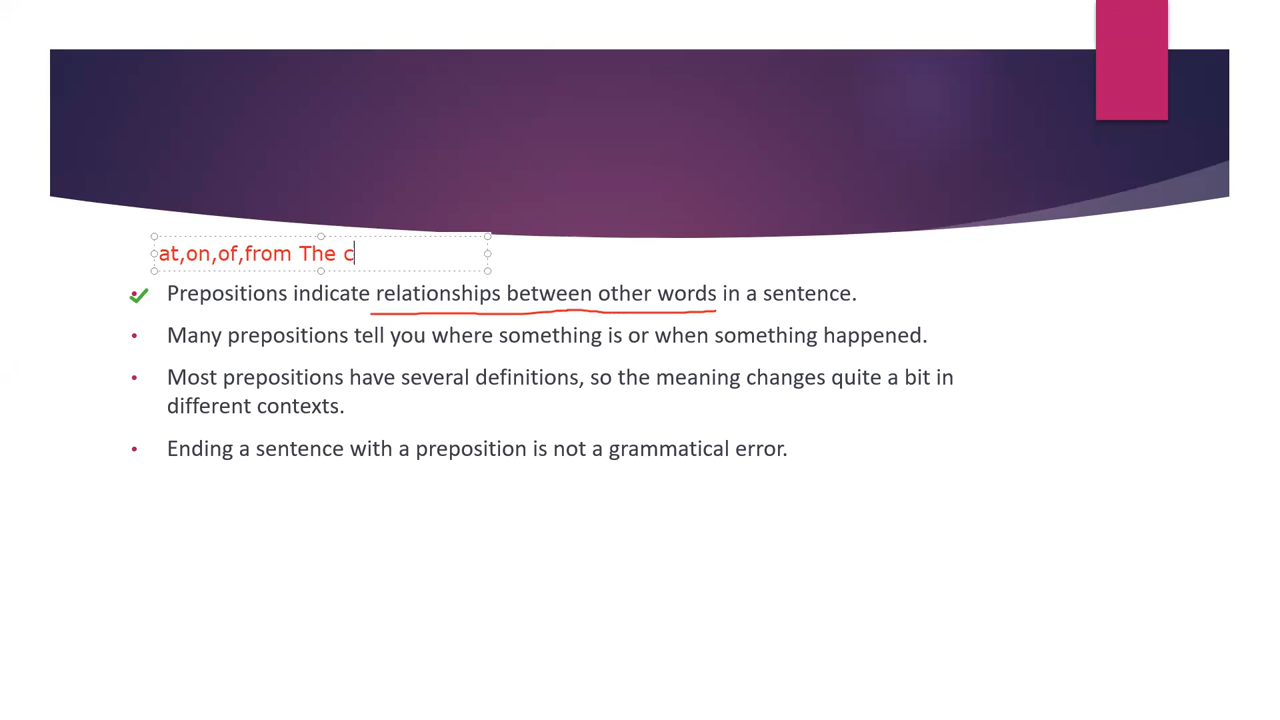 at,on,of,from The c
Prepositions indicate relationships between other words in a sentence.
Many prepositions tell you where something is or when something happened.
Most prepositions have several definitions, so the meaning changes quite a bit in
different contexts.
Ending a sentence with a preposition is not a grammatical error.